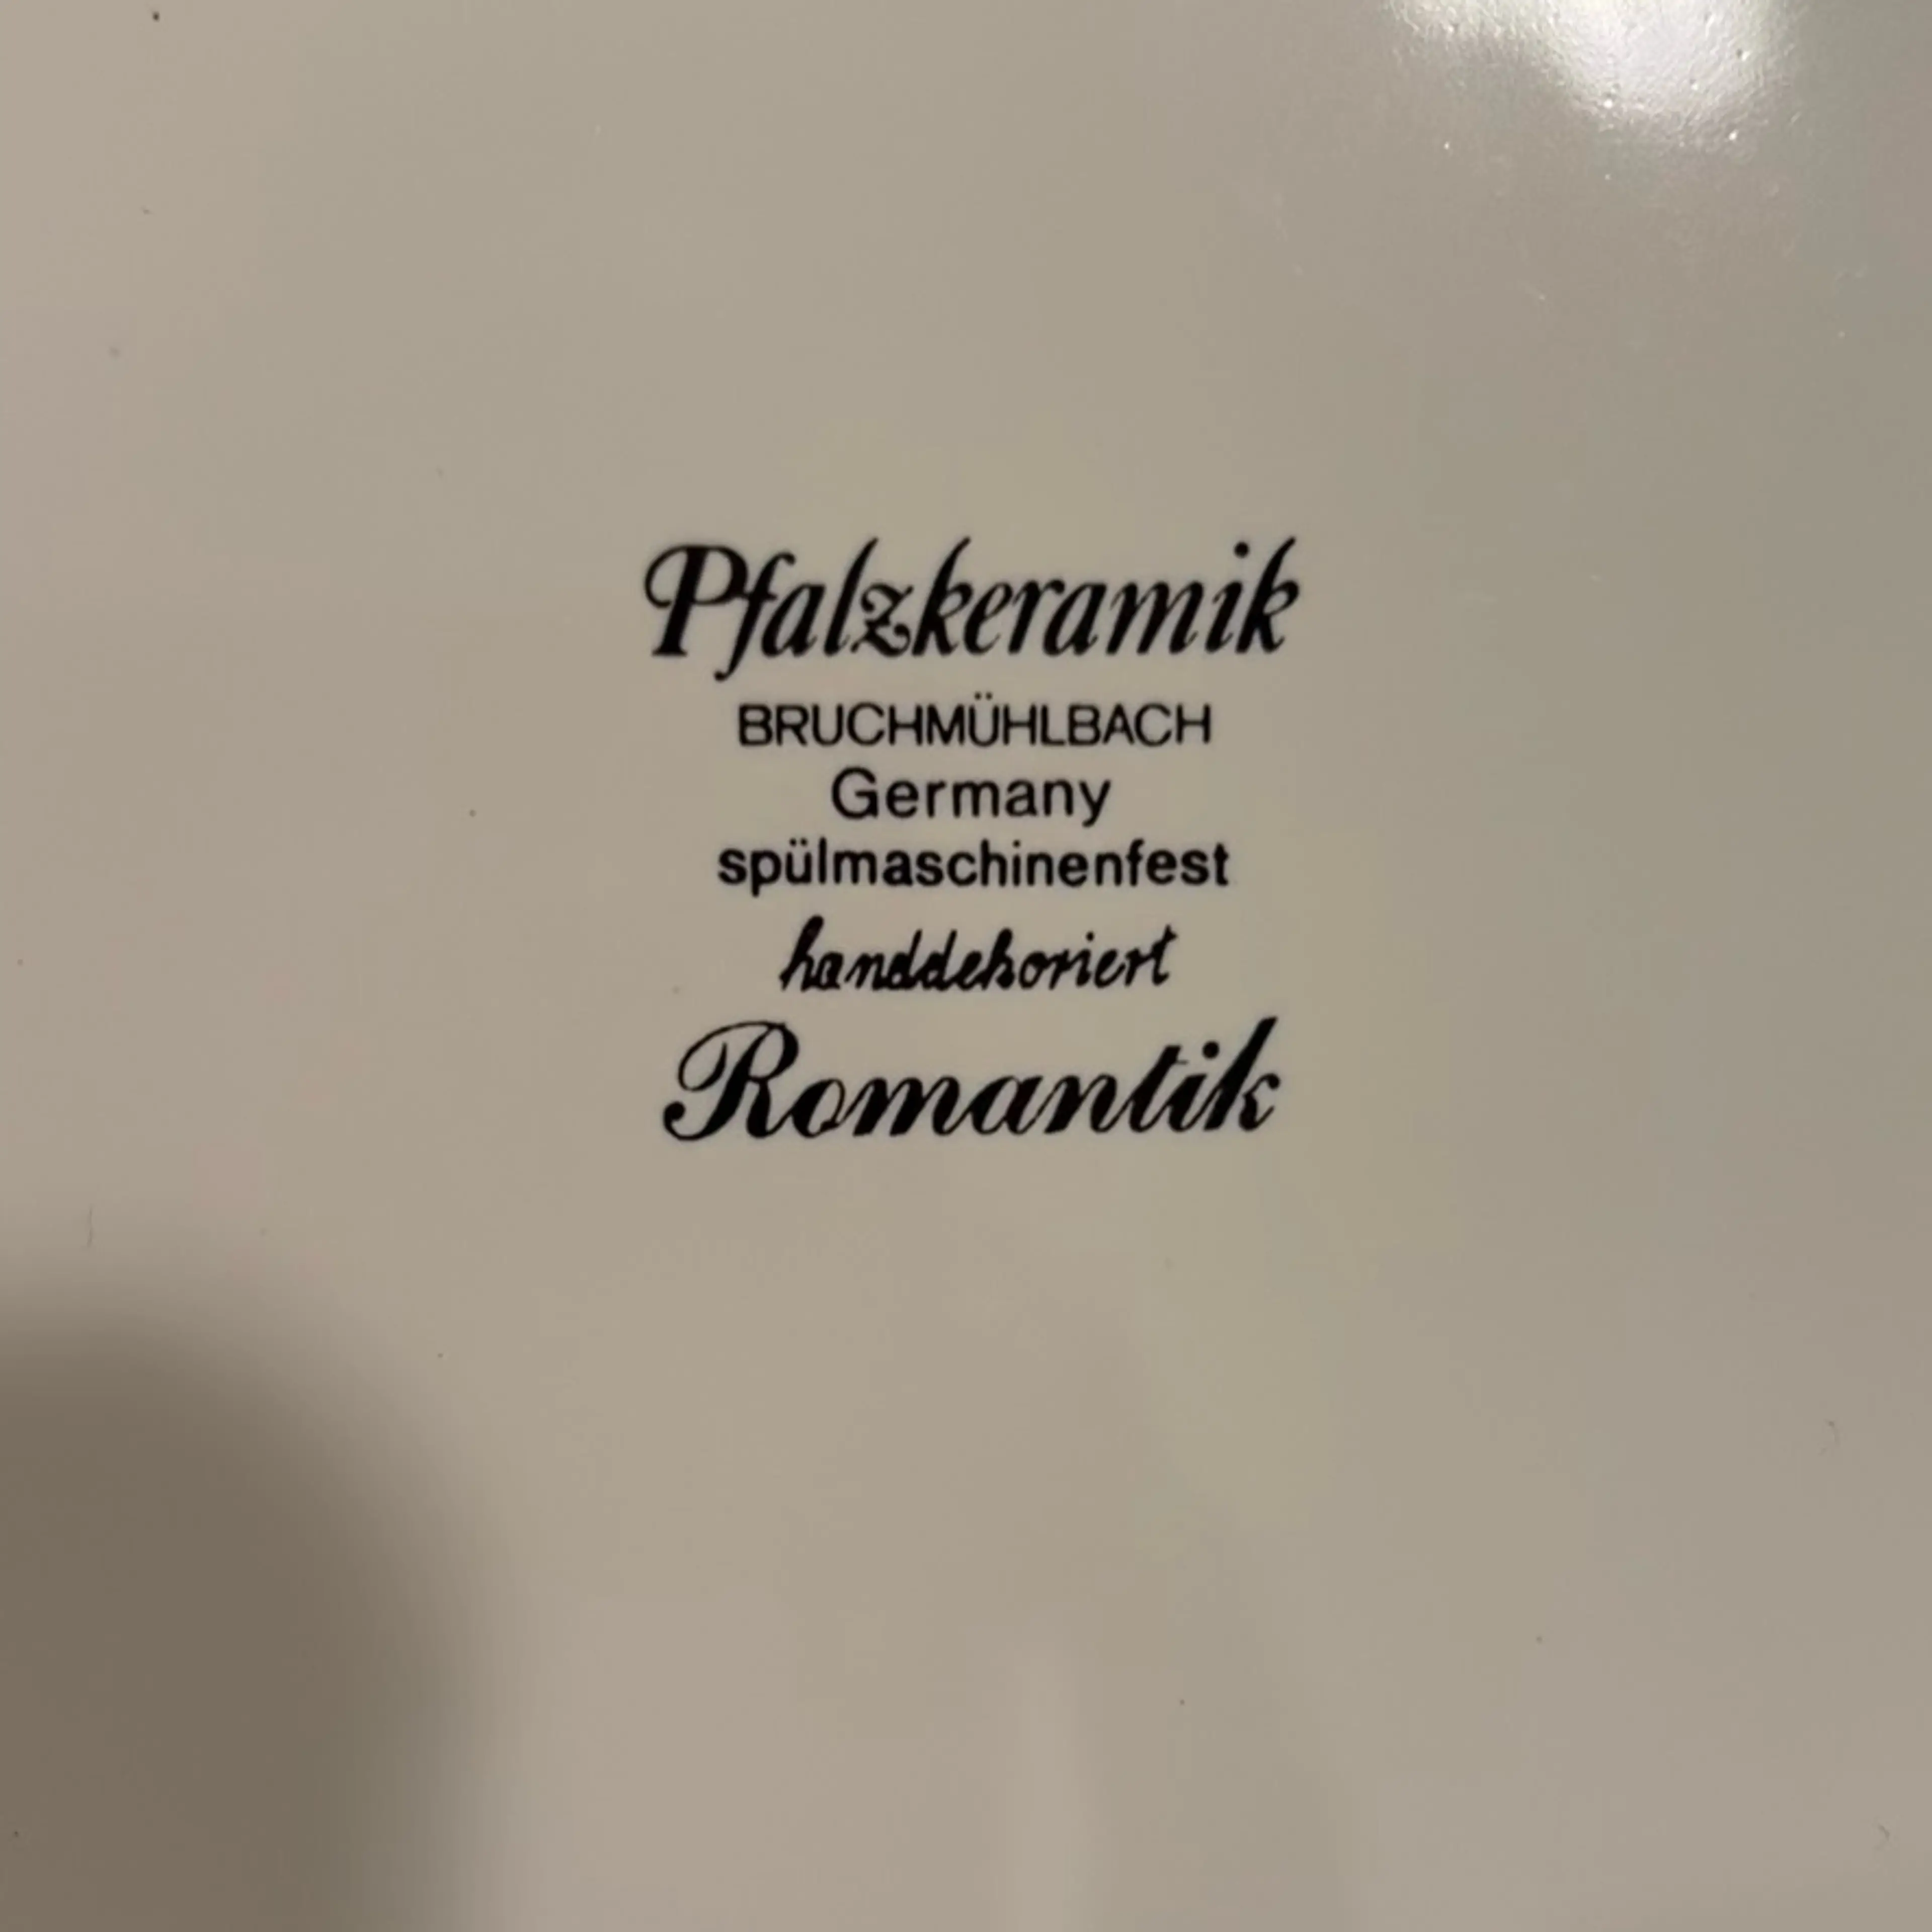 Pfalzkeramik
BRUCHMÜHLBACH
Germany
spülmaschinenfest
handdekoriert
Romantik